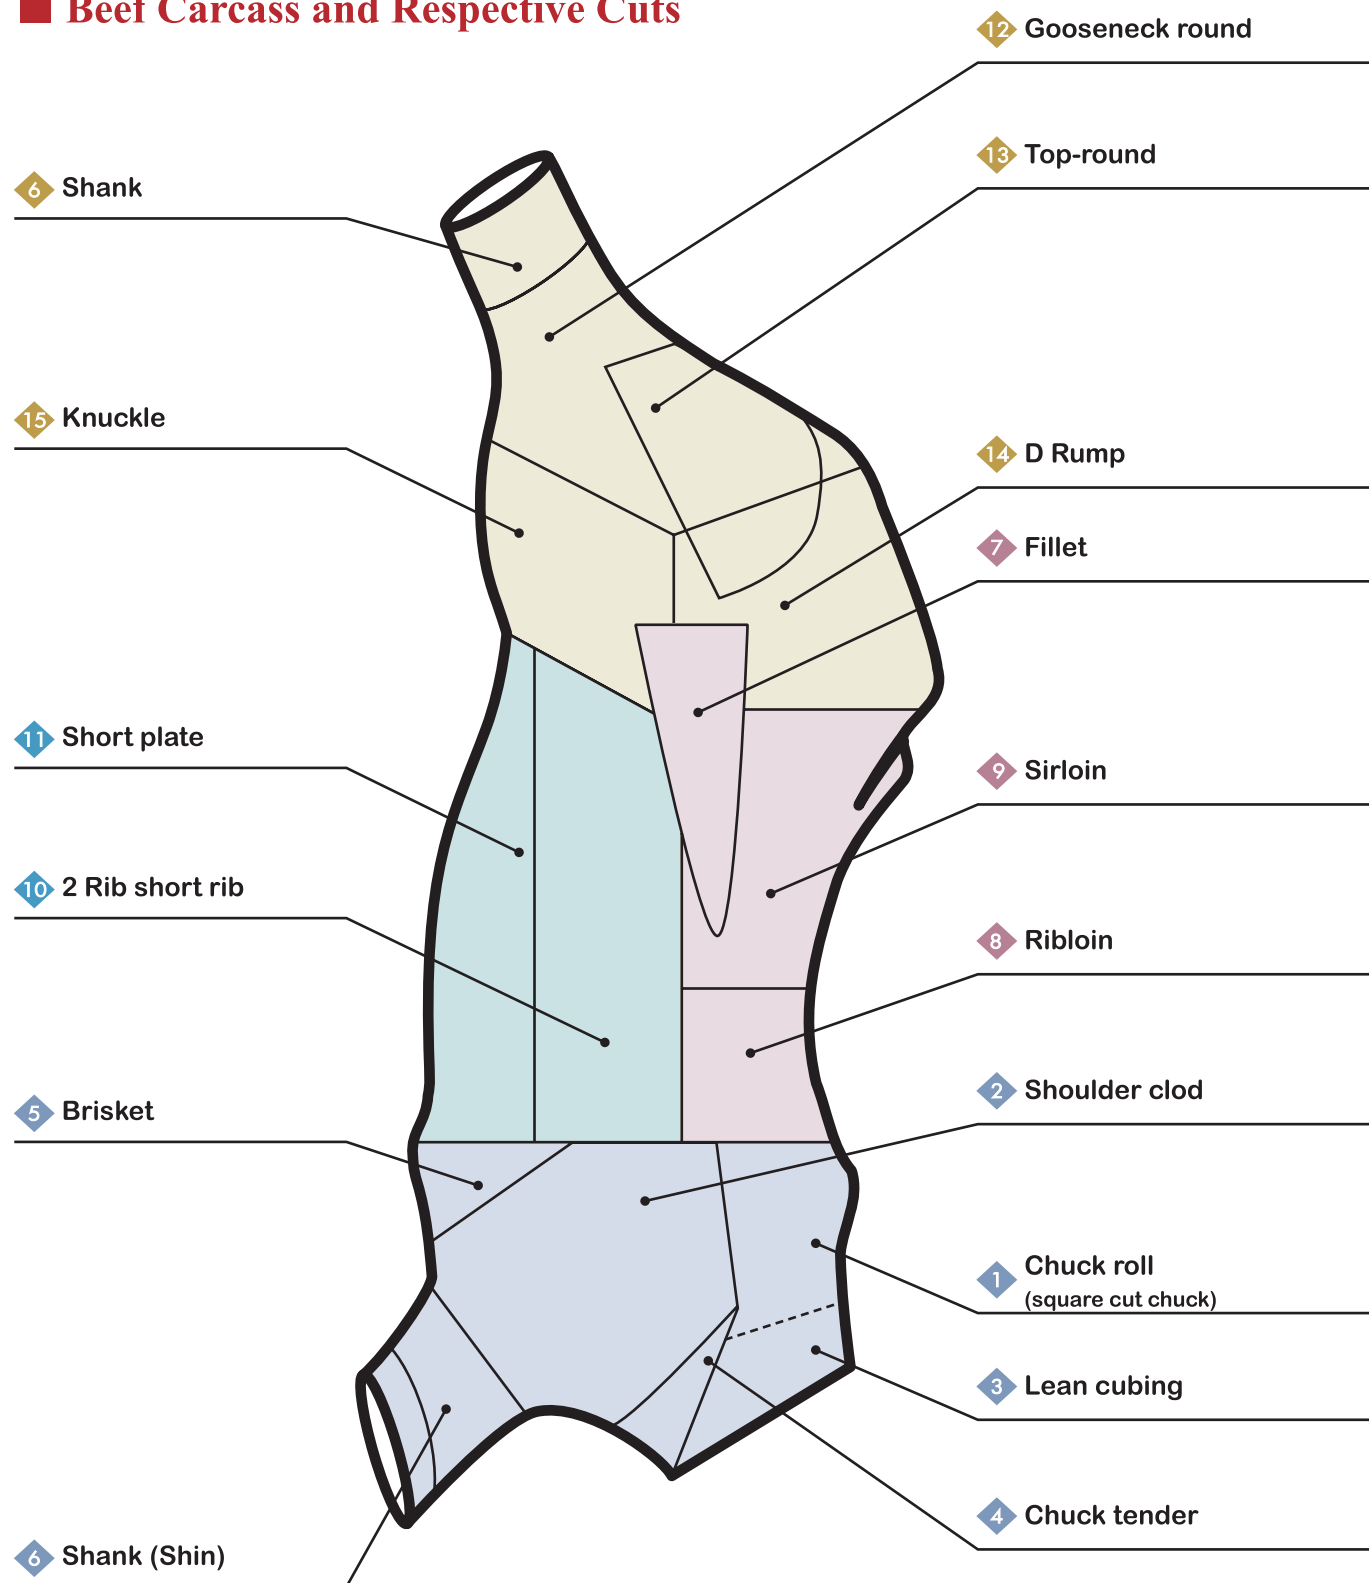 Beef Carcass and Respective Cuts
12 Gooseneck round
13 Top-round
6 Shank
15 Knuckle
14 D Rump
7 Fillet
11 Short plate
9 Sirloin
10 2 Rib short rib
8 Ribloin
2 Shoulder clod
5 Brisket
1 Chuck roll
(square cut chuck)
3 Lean cubing
4 Chuck tender
6 Shank (Shin)